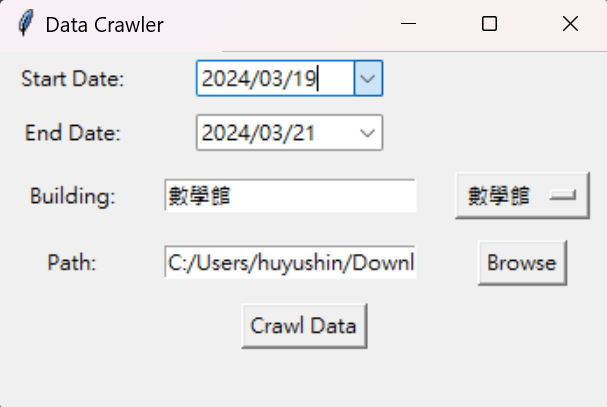 Data Crawler
Start Date: 2024/03/19
End Date: 2024/03/21
Building: 數學館 數學館
Path: C:/Users/huyushin/Downl Browse
Crawl Data